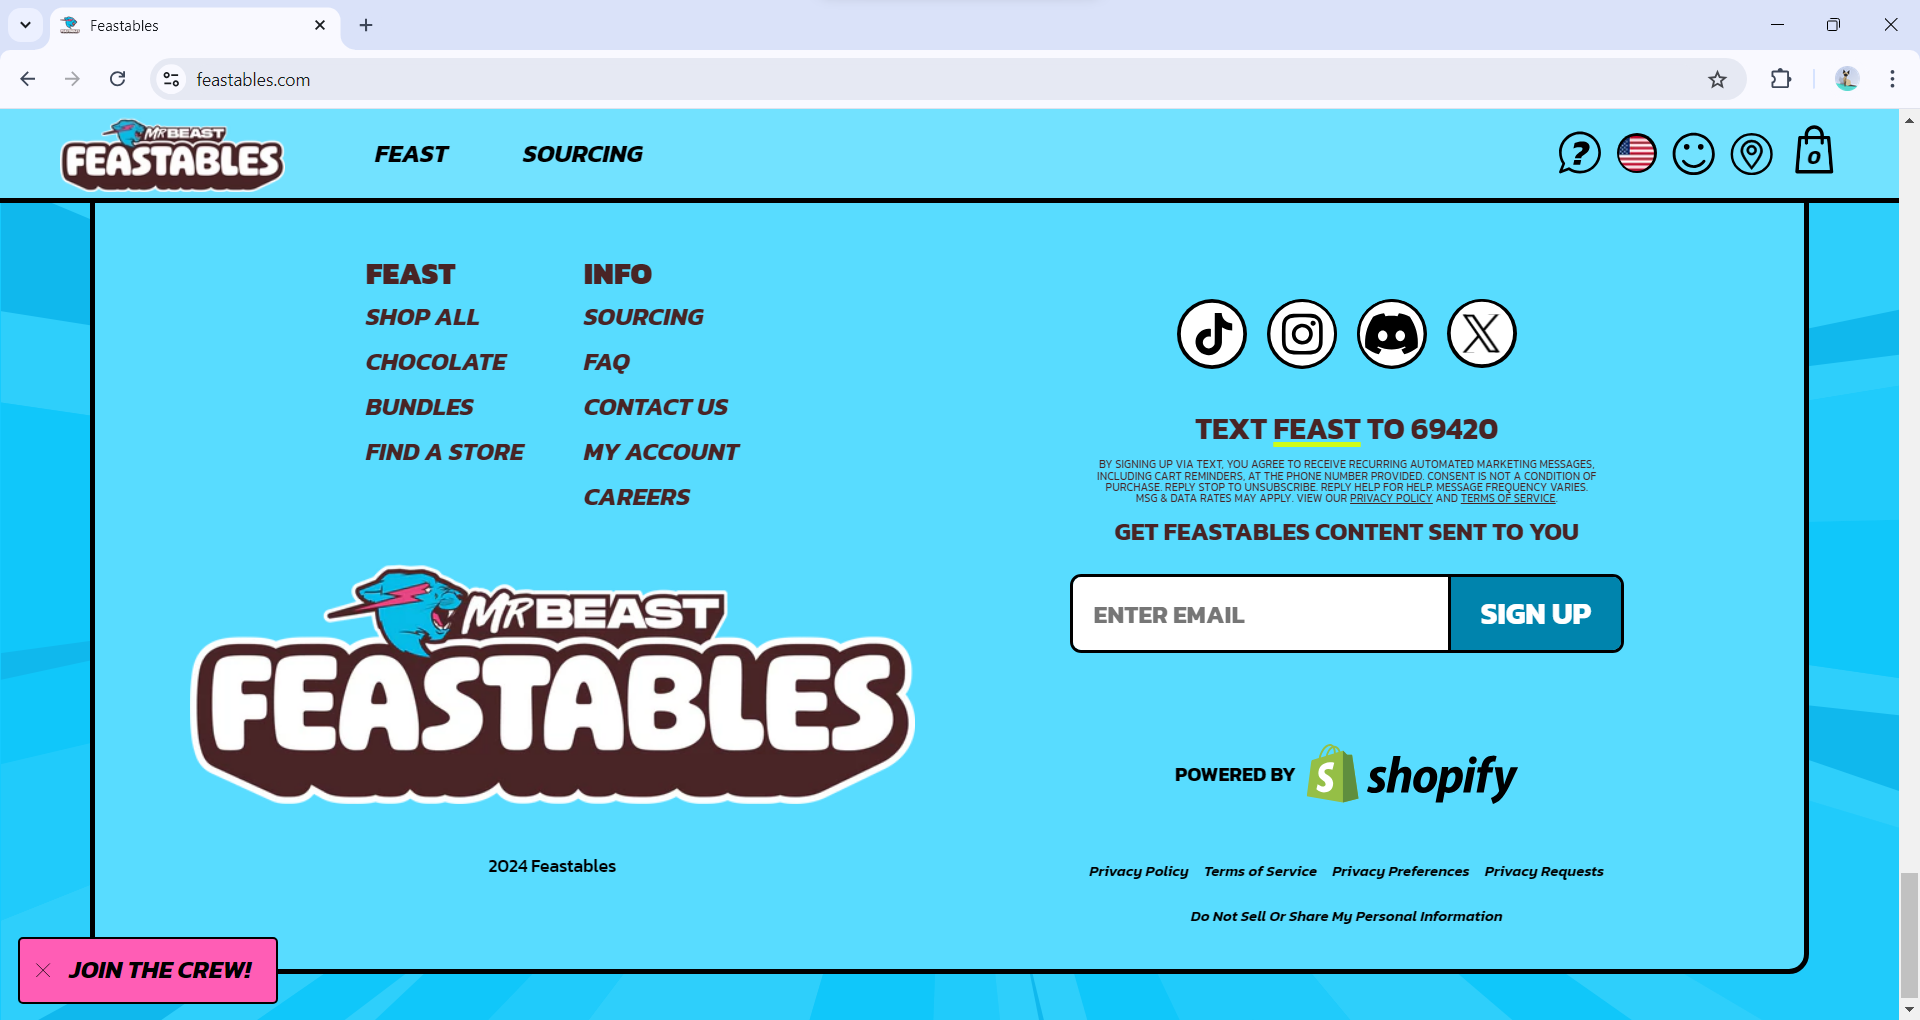 Feastables
feastables.com
MR BEAST
FEASTABLES
FEAST
SOURCING
?
0
FEAST
SHOP ALL
CHOCOLATE
BUNDLES
FIND A STORE
INFO
SOURCING
FAQ
CONTACT US
MY ACCOUNT
CAREERS
MR BEAST
FEASTABLES
2024 Feastables
TEXT FEAST TO 69420
BY SIGNING UP VIA TEXT, YOU AGREE TO RECEIVE RECURRING AUTOMATED MARKETING MESSAGES,
INCLUDING CART REMINDERS, AT THE PHONE NUMBER PROVIDED. CONSENT IS NOT A CONDITION OF
PURCHASE. REPLY STOP TO UNSUBSCRIBE. REPLY HELP FOR HELP. MESSAGE FREQUENCY VARIES.
MSG & DATA RATES MAY APPLY. VIEW OUR PRIVACY POLICY AND TERMS OF SERVICE.
GET FEASTABLES CONTENT SENT TO YOU
ENTER EMAIL
SIGN UP
POWERED BY shopify
Privacy Policy Terms of Service Privacy Preferences Privacy Requests
Do Not Sell Or Share My Personal Information
JOIN THE CREW!